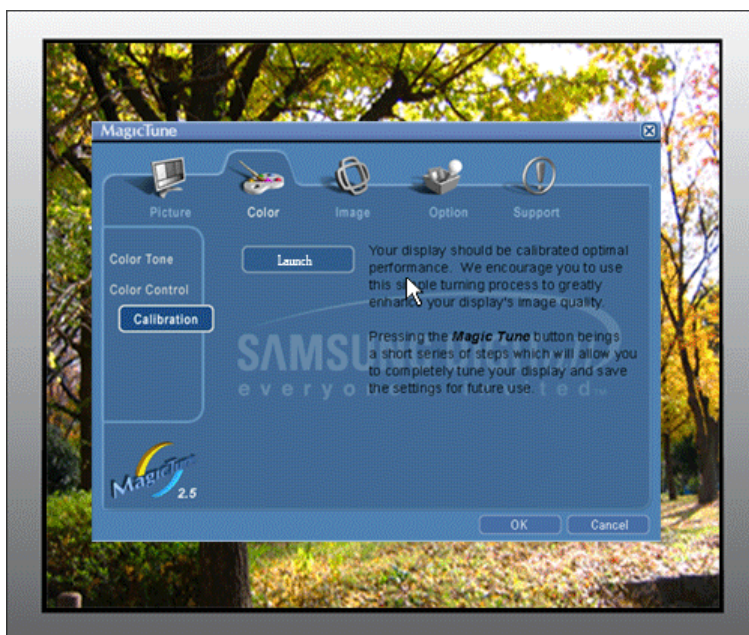 MagicTune
Picture
Color
Image
Option
Support
Color Tone
Color Control
Calibration
Launch
Your display should be calibrated optimal
performance. We encourage you to use
this simple turning process to greatly
enhance your display's image quality.
Pressing the Magic Tune button beings
a short series of steps which will allow you
to completely tune your display and save
the settings for future use.
MagicTune
2.5
OK
Cancel